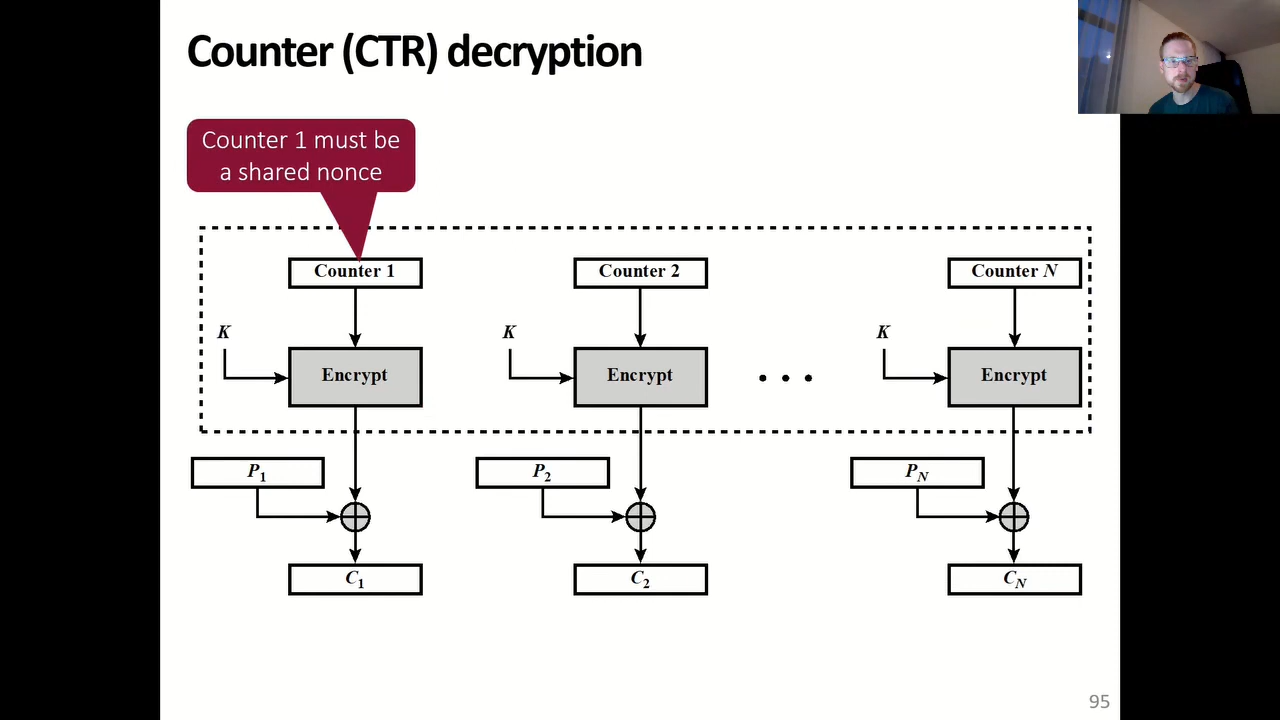 Counter (CTR) decryption
Counter 1 must be
a shared nonce
Counter 1
Counter 2
Counter N
K
K
K
Encrypt
Encrypt
Encrypt
P1
P2
PN
C1
C2
CN
95